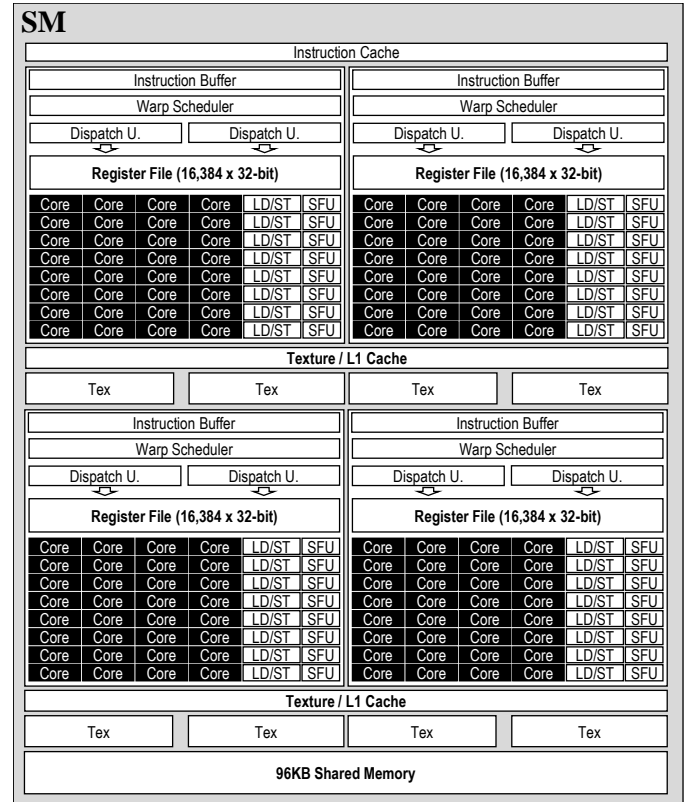 SM
Instruction Cache
Instruction Buffer Instruction Buffer
Warp Scheduler Warp Scheduler
Dispatch U. Dispatch U. Dispatch U. Dispatch U.
Register File (16,384 x 32-bit) Register File (16,384 x 32-bit)
Core Core Core Core LD/ST SFU Core Core Core Core LD/ST SFU
Core Core Core Core LD/ST SFU Core Core Core Core LD/ST SFU
Core Core Core Core LD/ST SFU Core Core Core Core LD/ST SFU
Core Core Core Core LD/ST SFU Core Core Core Core LD/ST SFU
Core Core Core Core LD/ST SFU Core Core Core Core LD/ST SFU
Core Core Core Core LD/ST SFU Core Core Core Core LD/ST SFU
Core Core Core Core LD/ST SFU Core Core Core Core LD/ST SFU
Core Core Core Core LD/ST SFU Core Core Core Core LD/ST SFU
Texture / L1 Cache
Tex Tex Tex Tex
Instruction Buffer Instruction Buffer
Warp Scheduler Warp Scheduler
Dispatch U. Dispatch U. Dispatch U. Dispatch U.
Register File (16,384 x 32-bit) Register File (16,384 x 32-bit)
Core Core Core Core LD/ST SFU Core Core Core Core LD/ST SFU
Core Core Core Core LD/ST SFU Core Core Core Core LD/ST SFU
Core Core Core Core LD/ST SFU Core Core Core Core LD/ST SFU
Core Core Core Core LD/ST SFU Core Core Core Core LD/ST SFU
Core Core Core Core LD/ST SFU Core Core Core Core LD/ST SFU
Core Core Core Core LD/ST SFU Core Core Core Core LD/ST SFU
Core Core Core Core LD/ST SFU Core Core Core Core LD/ST SFU
Core Core Core Core LD/ST SFU Core Core Core Core LD/ST SFU
Texture / L1 Cache
Tex Tex Tex Tex
96KB Shared Memory